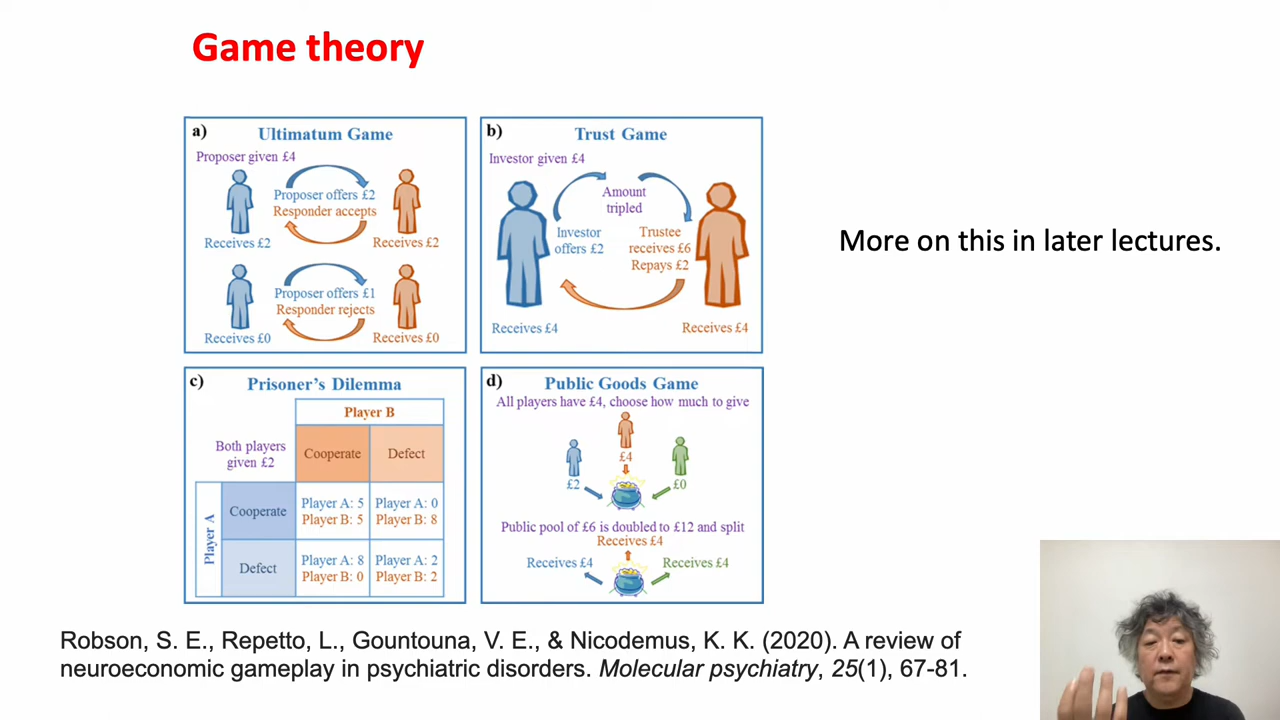 Game theory
a)
Ultimatum Game
Proposer given £4
Proposer offers £2
Responder accepts
Receives £2
Receives £2
Proposer offers £1
Responder rejects
Receives £0
Receives £0
b)
Trust Game
Investor given £4
Amount
tripled
Investor
offers £2
Trustee
receives £6
Repays £2
Receives £4
Receives £4
More on this in later lectures.
c)
Prisoner's Dilemma
Player B
Both players
given £2
Cooperate
Defect
Player A
Cooperate
Player A: 5
Player B: 5
Player A: 0
Player B: 8
Defect
Player A: 8
Player B: 0
Player A: 2
Player B: 2
d)
Public Goods Game
All players have £4, choose how much to give
£4
£2
£0
Public pool of £6 is doubled to £12 and split
Receives £4
Receives £4
Receives £4
Robson, S. E., Repetto, L., Gountouna, V. E., & Nicodemus, K. K. (2020). A review of
neuroeconomic gameplay in psychiatric disorders. Molecular psychiatry, 25(1), 67-81.